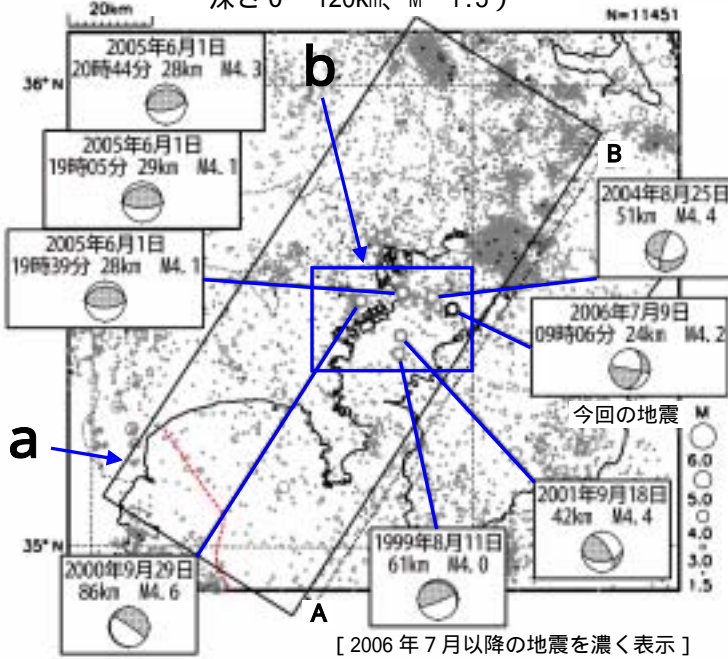 深さ0 120km、M 1.5)
20km
N=11451
36°N
2005年6月1日
20時44分 28km M4.3
b
2005年6月1日
19時05分 29km M4.1
B
2004年8月25日
51km M4.4
2005年6月1日
19時39分 28km M4.1
2006年7月9日
09時06分 24km M4.2
今回の地震
a
M
6.0
5.0
4.0
3.0
1.5
2001年9月18日
42km M4.4
35°N
1999年8月11日
61km M4.0
2000年9月29日
86km M4.6
A
[ 2006 年 7 月以降の地震を濃く表示 ]